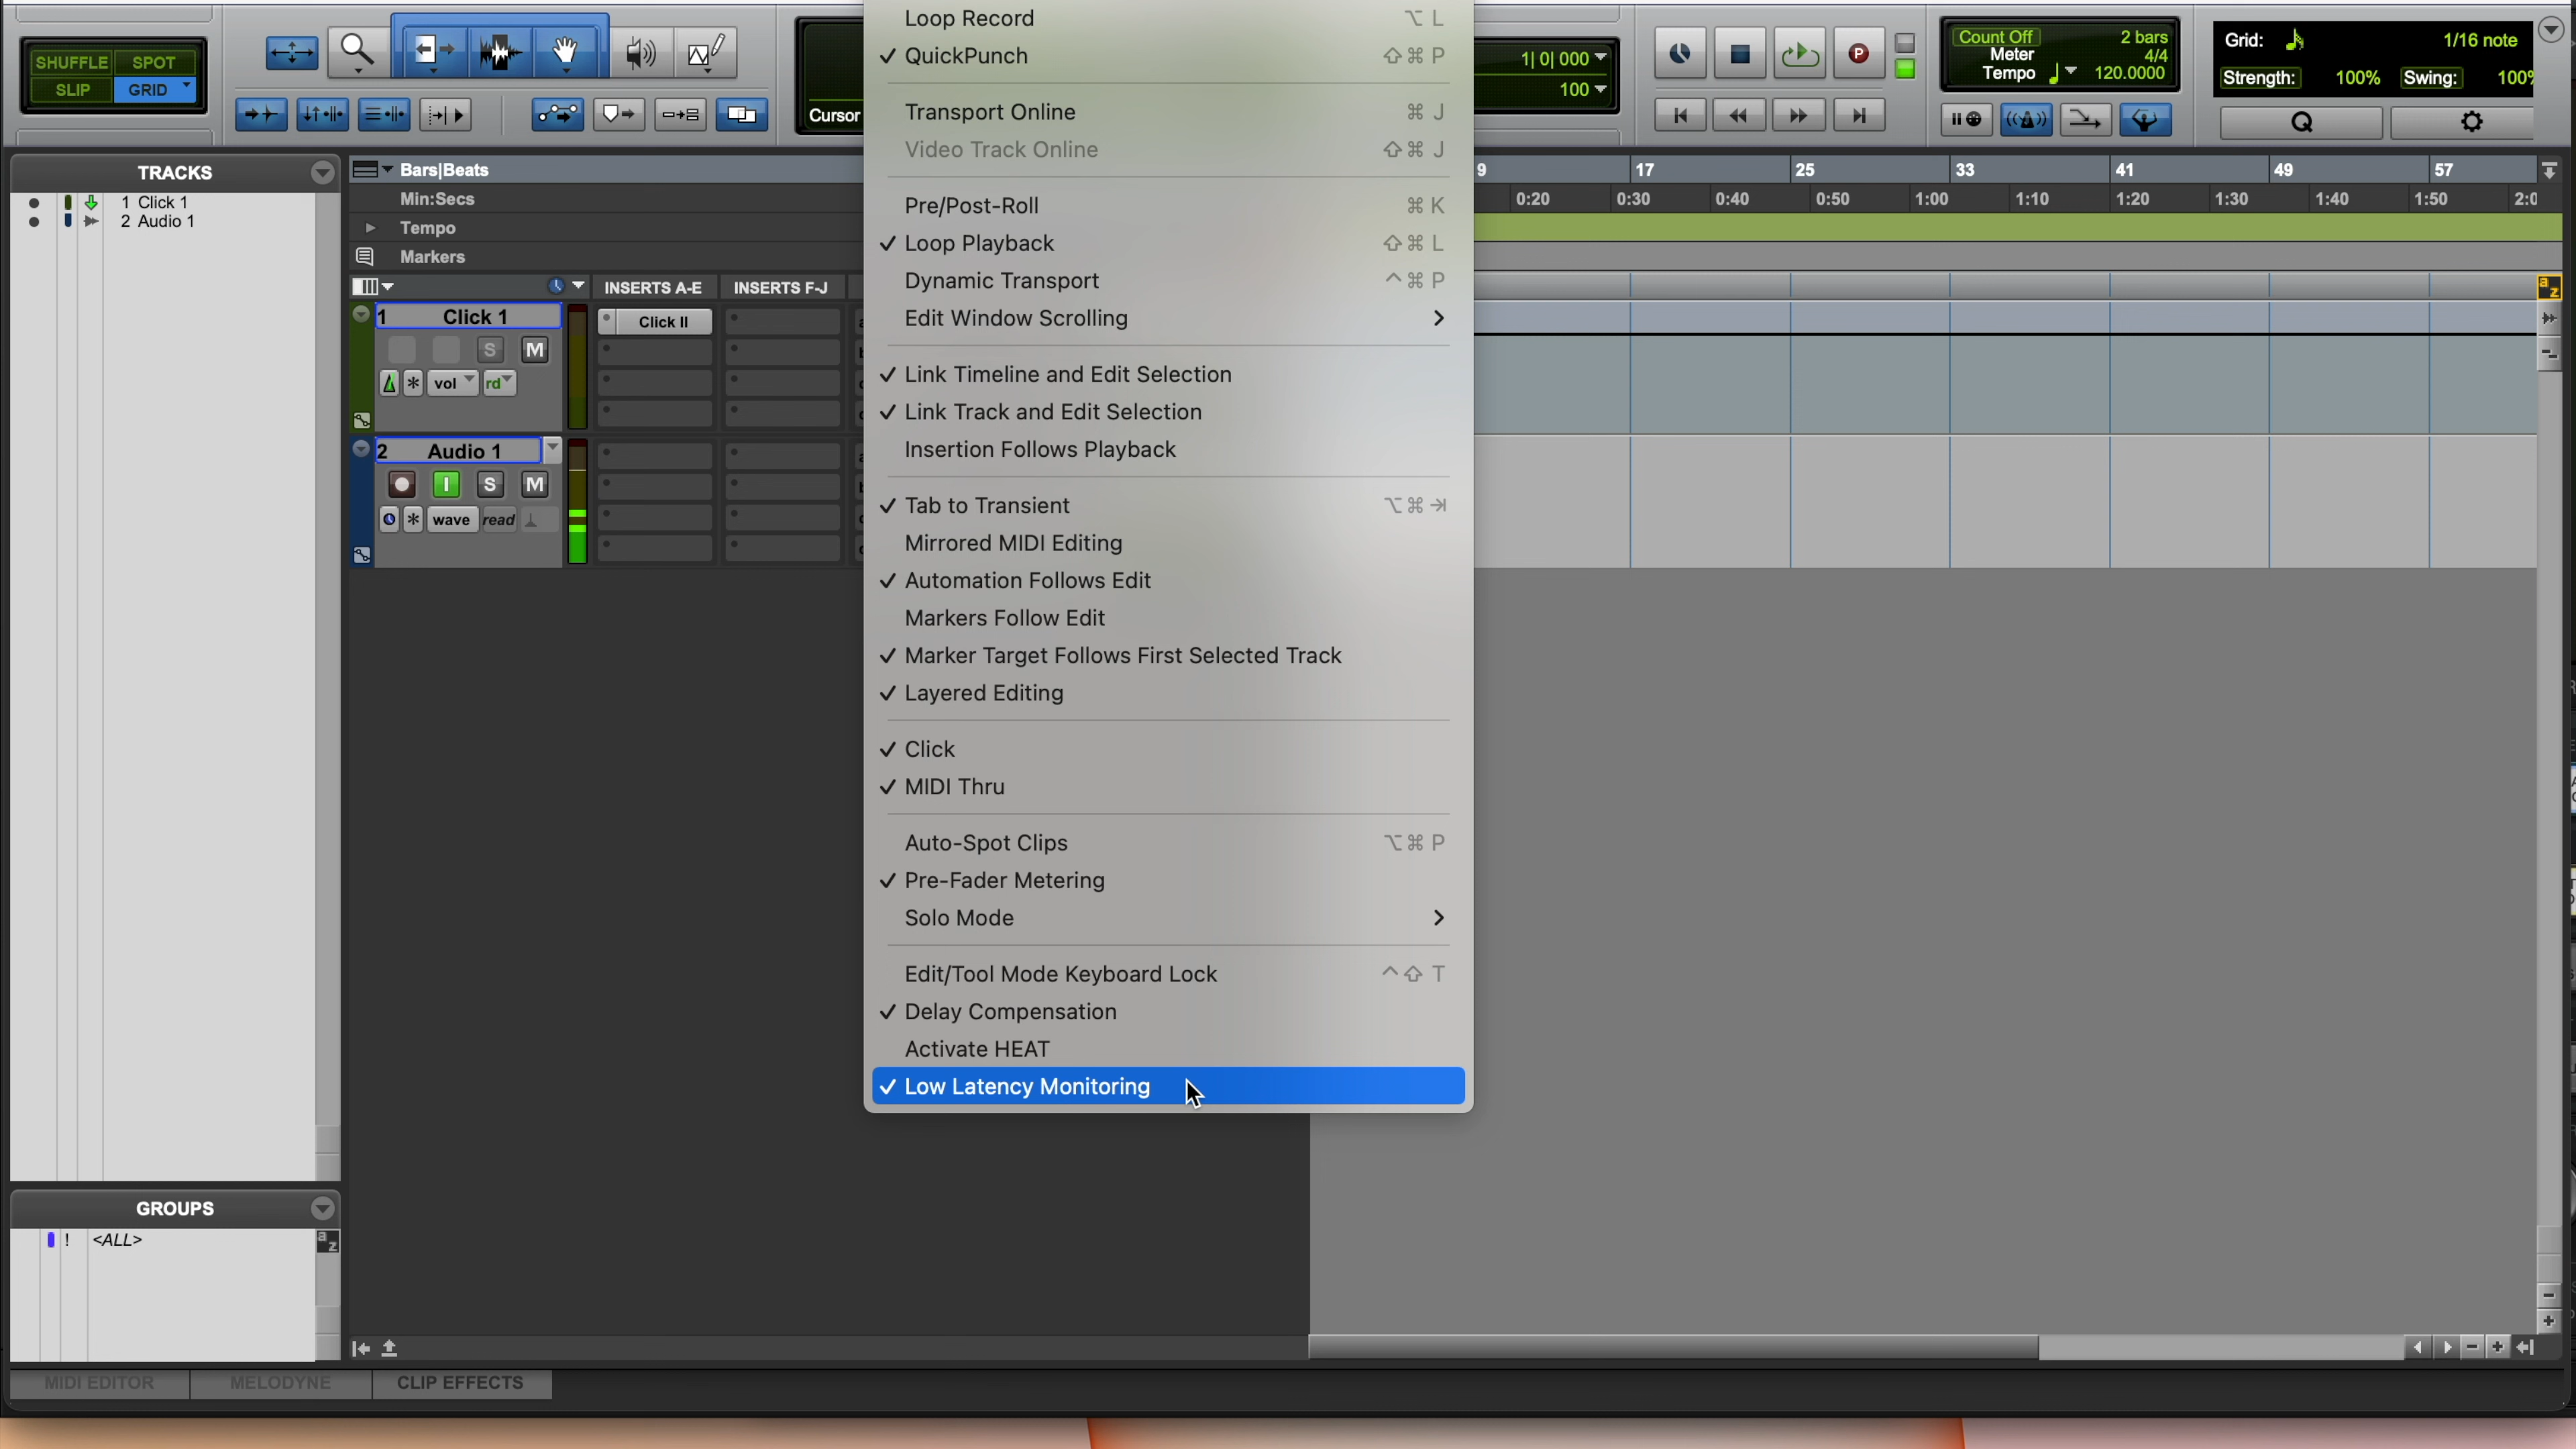 SHUFFLE SPOT
SLIP GRID
Cursor
1| 0| 000
100
Count Off 2 bars
Meter 4/4
Tempo 120.0000
Grid: 1/16 note
Strength: 100% Swing: 100%
Q
TRACKS
1 Click 1
2 Audio 1
Bars|Beats
Min:Secs
Tempo
Markers
9 17 25 33 41 49 57
0:20 0:30 0:40 0:50 1:00 1:10 1:20 1:30 1:40 1:50 2:0
INSERTS A-E INSERTS F-J
1 Click 1
S M
vol rd
Click II
2 Audio 1
I S M
wave read
Loop Record ⌥ L
✓ QuickPunch ⇧⌘ P
Transport Online ⌘ J
Video Track Online ⇧⌘ J
Pre/Post-Roll ⌘ K
✓ Loop Playback ⇧⌘ L
Dynamic Transport ^⌘ P
Edit Window Scrolling >
✓ Link Timeline and Edit Selection
✓ Link Track and Edit Selection
Insertion Follows Playback
✓ Tab to Transient ⌥⌘⇥
Mirrored MIDI Editing
✓ Automation Follows Edit
Markers Follow Edit
✓ Marker Target Follows First Selected Track
✓ Layered Editing
✓ Click
✓ MIDI Thru
Auto-Spot Clips ⌥⌘ P
✓ Pre-Fader Metering
Solo Mode >
Edit/Tool Mode Keyboard Lock ^⇧ T
✓ Delay Compensation
Activate HEAT
✓ Low Latency Monitoring
a z
GROUPS
! <ALL>
a z
MIDI EDITOR MELODYNE CLIP EFFECTS